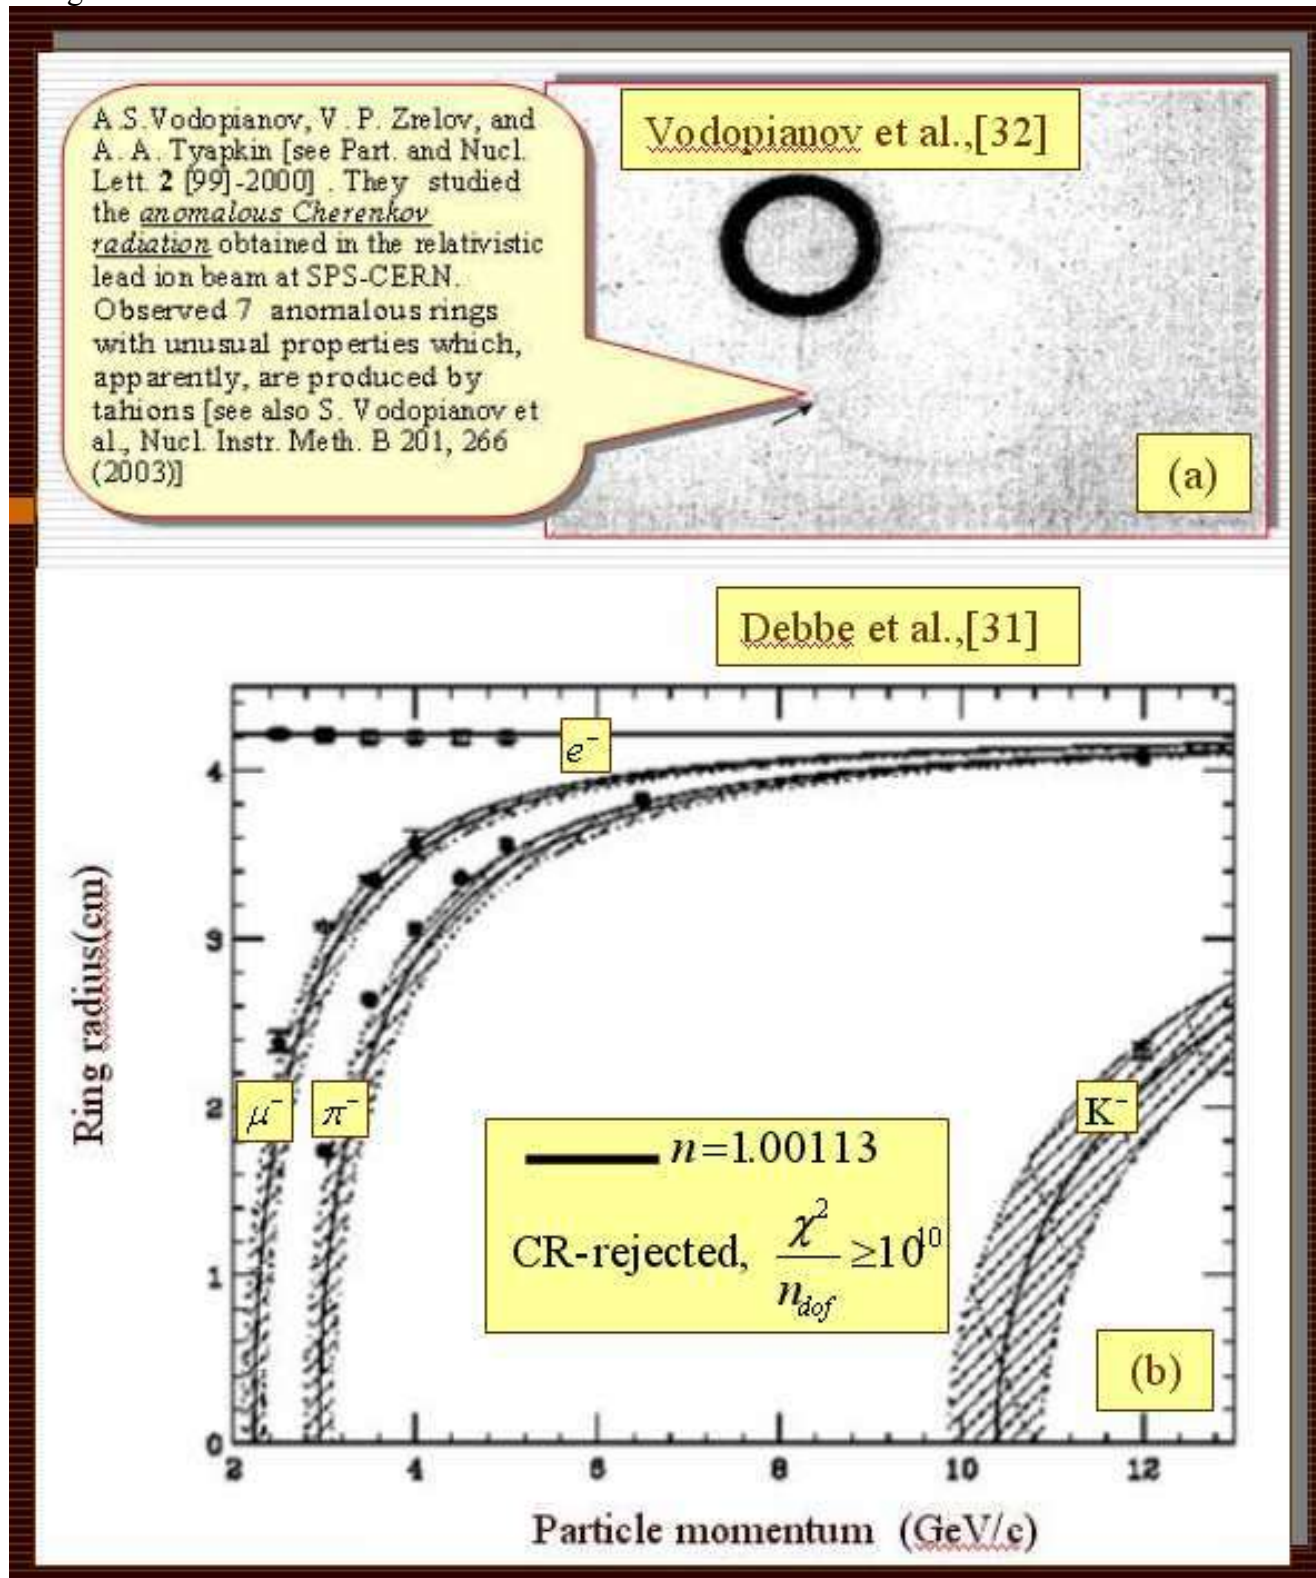 A.S.Vodopianov, V. P. Zrelov, and
A. A. Tyapkin [see Part. and Nucl.
Lett. 2 [99]-2000] . They studied
the anomalous Cherenkov
radiation obtained in the relativistic
lead ion beam at SPS-CERN.
Observed 7 anomalous rings
with unusual properties which,
apparently, are produced by
tahions [see also S. Vodopianov et
al., Nucl. Instr. Meth. B 201, 266
(2003)]
Vodopianov et al.,[32]
(a)
Debbe et al.,[31]
e⁻
4
3
2
1
0
Ring radius(cm)
μ⁻
π⁻
K⁻
n=1.00113
CR-rejected, χ²/n_dof ≥10¹⁰
(b)
2 4 6 8 10 12
Particle momentum (GeV/c)